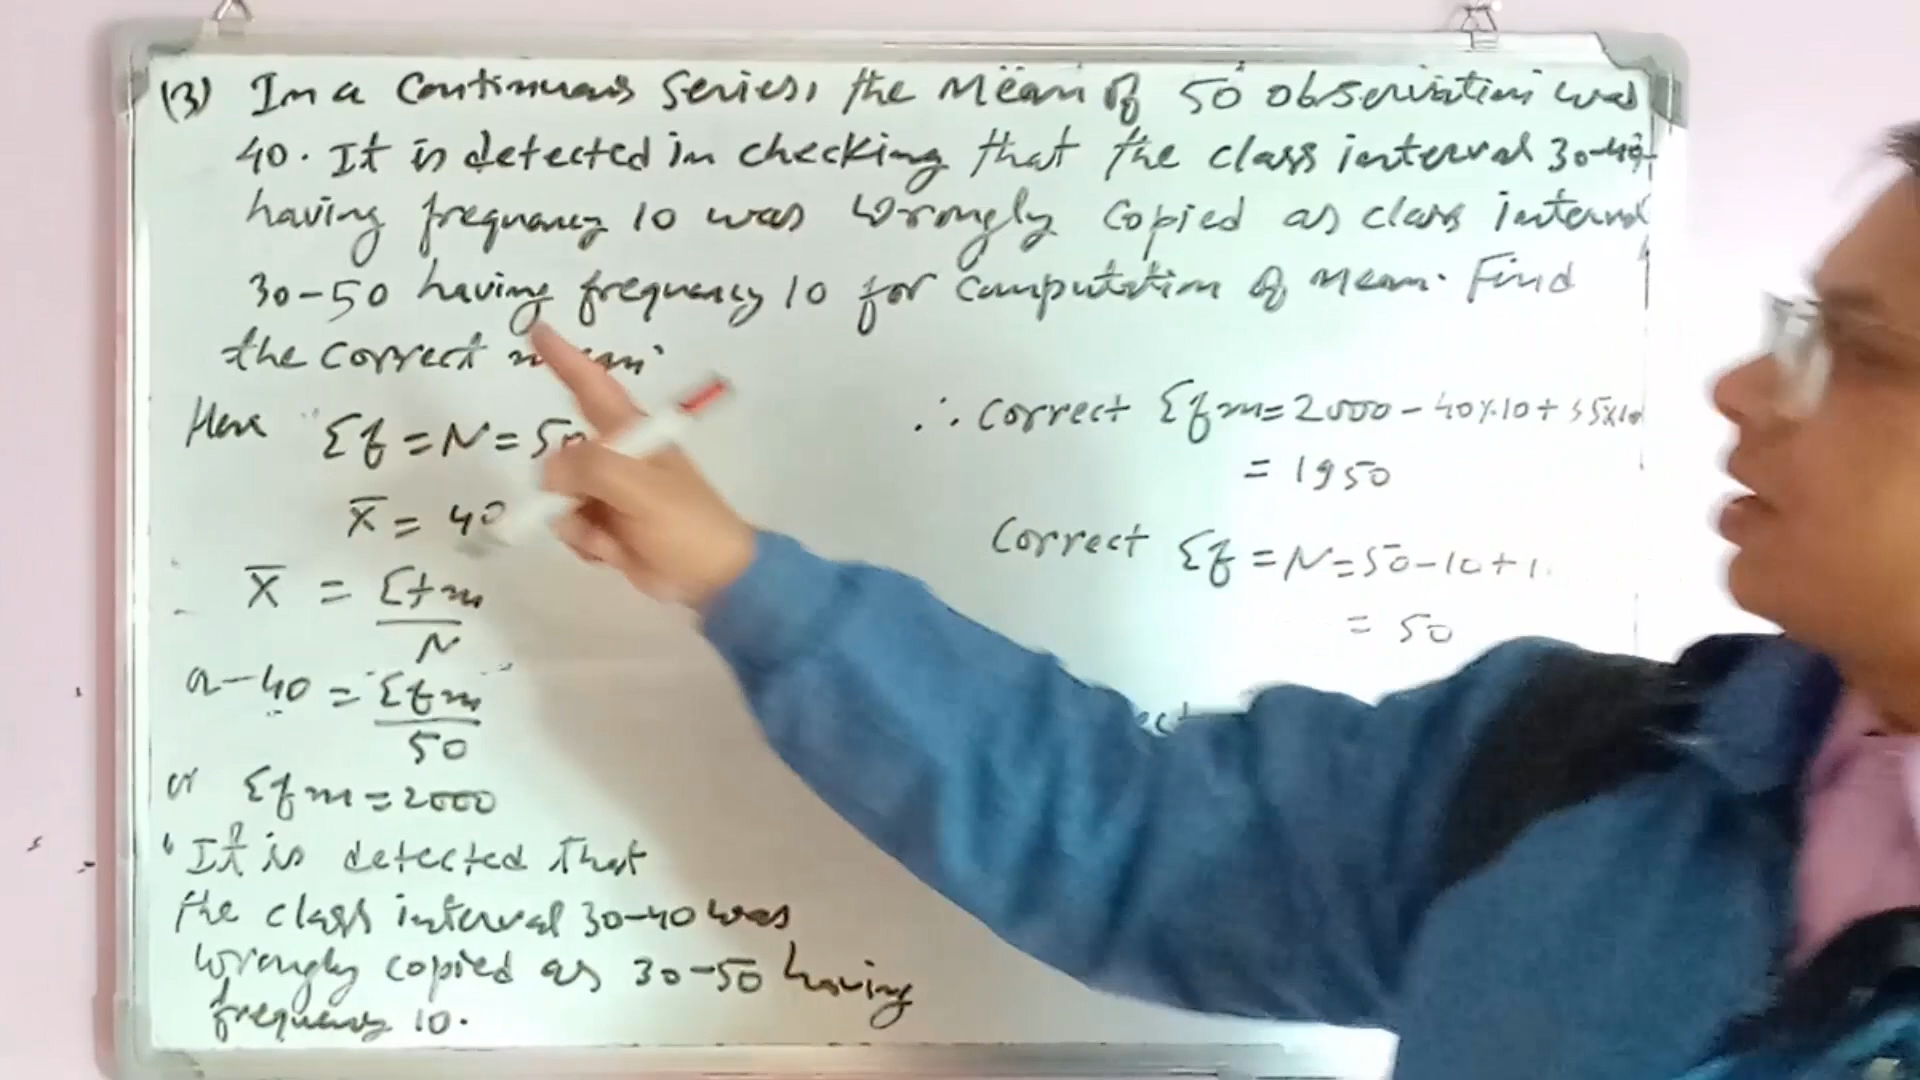 (3) In a Continuous Series, the Mean of 50 observation was
40. It is detected in checking that the class interval 30-40
having frequency 10 was wrongly copied as class interval
30-50 having frequency 10 for computation of mean. Find
the correct mean.
Here Σf = N = 50
X̄ = 40
X̄ = Σfm
N
or 40 = Σfm
50
or Σfm = 2000
It is detected that
the class interval 30-40 was
wrongly copied as 30-50 having
frequency 10.
∴ Correct Σfm = 2000 - 40×10 + 35×10
= 1950
Correct Σf = N = 50 - 10 + 1
= 50